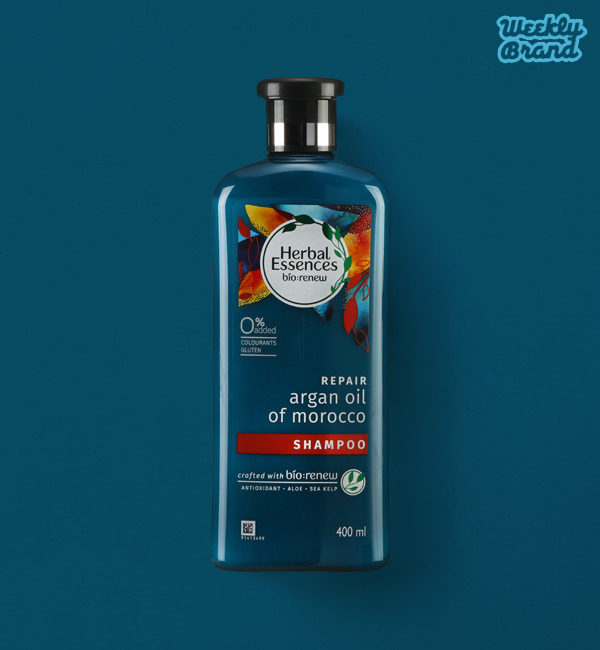 Weekly
Brand
Herbal
Essences
bio:renew
0% added
COLOURANTS
GLUTEN
REPAIR
argan oil
of morocco
SHAMPOO
crafted with bio:renew
ANTIOXIDANT • ALOE • SEA KELP
400 ml
91413499